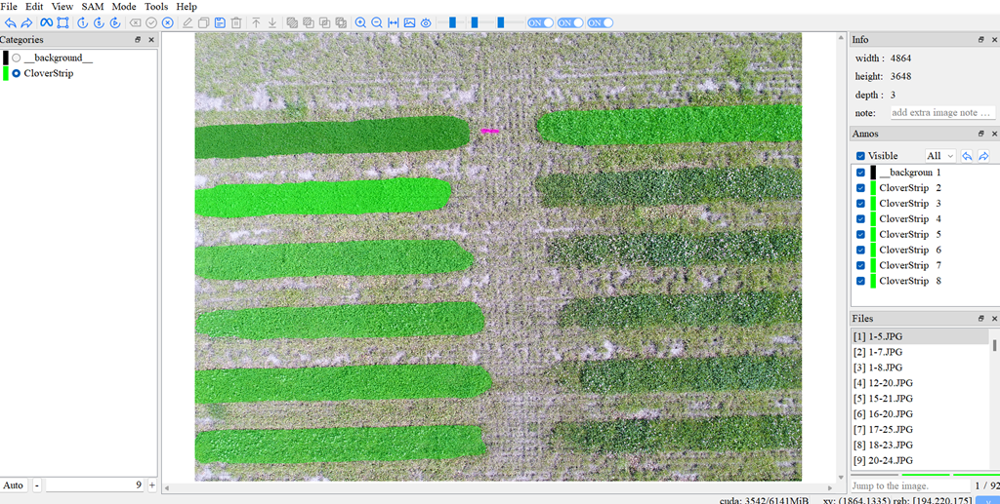 File Edit View SAM Mode Tools Help
ON ON ON
Categories
__background__
CloverStrip
Auto - 9 +
Info
width : 4864
height: 3648
depth : 3
note: add extra image note ...
Annos
Visible All
__backgroun 1
CloverStrip 2
CloverStrip 3
CloverStrip 4
CloverStrip 5
CloverStrip 6
CloverStrip 7
CloverStrip 8
Files
[1] 1-5.JPG
[2] 1-7.JPG
[3] 1-8.JPG
[4] 12-20.JPG
[5] 15-21.JPG
[6] 16-20.JPG
[7] 17-25.JPG
[8] 18-23.JPG
[9] 20-24.JPG
Jump to the image. 1 / 92
cuda: 3542/6141MiB xy: (1864,1335) rgb: [194,220,175]